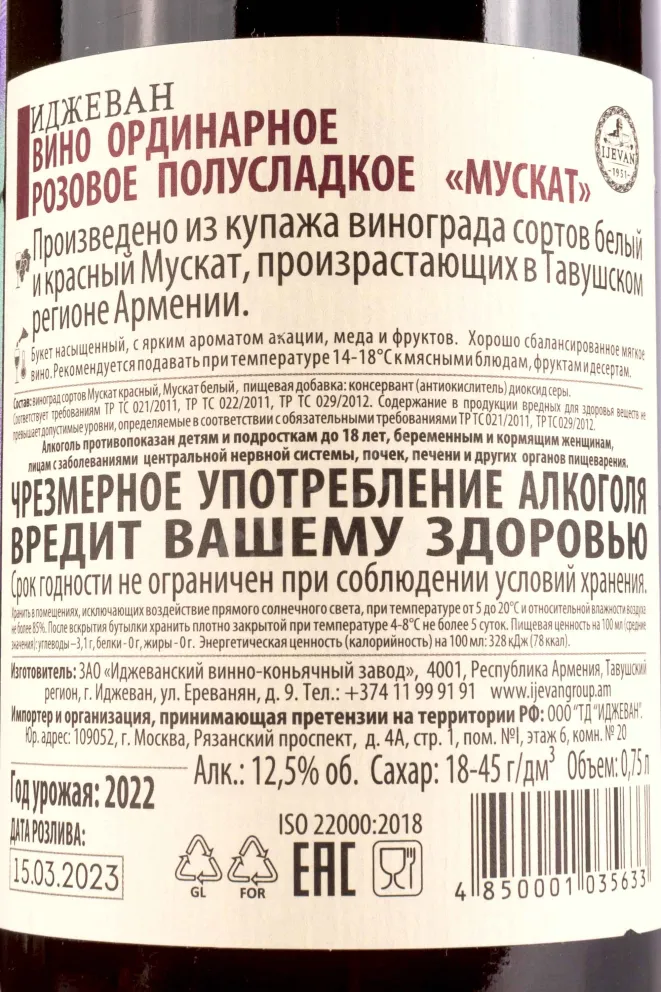 ИДЖЕВАН
ВИНО ОРДИНАРНОЕ
РОЗОВОЕ ПОЛУСЛАДКОЕ «МУСКАТ»
IJEVAN
1951
Произведено из купажа винограда сортов белый
и красный Мускат, произрастающих в Тавушском
регионе Армении.
Букет насыщенный, с ярким ароматом акации, меда и фруктов. Хорошо сбалансированное мягкое
вино. Рекомендуется подавать при температуре 14-18°С к мясным блюдам, фруктам и десертам.
Состав: виноград сортов Мускат красный, Мускат белый, пищевая добавка: консервант (антиокислитель) диоксид серы.
Соответствует требованиям ТР ТС 021/2011, ТР ТС 022/2011, ТР ТС 029/2012. Содержание в продукции вредных для здоровья веществ не
превышает допустимые уровни, определяемые в соответствии с обязательными требованиями ТР ТС 021/2011, ТР ТС 029/2012.
Алкоголь противопоказан детям и подросткам до 18 лет, беременным и кормящим женщинам,
лицам с заболеваниями центральной нервной системы, почек, печени и других органов пищеварения.
ЧРЕЗМЕРНОЕ УПОТРЕБЛЕНИЕ АЛКОГОЛЯ
ВРЕДИТ ВАШЕМУ ЗДОРОВЬЮ
Срок годности не ограничен при соблюдении условий хранения.
Хранить в помещениях, исключающих воздействие прямого солнечного света, при температуре от 5 до 20°С и относительной влажности воздуха
не более 85%. После вскрытия бутылки хранить плотно закрытой при температуре 4-8°С не более 5 суток. Пищевая ценность на 100 мл (средние
значения): углеводы –3,1 г, белки - 0 г, жиры - 0 г. Энергетическая ценность (калорийность) на 100 мл: 328 кДж (78 ккал).
Изготовитель: ЗАО «Иджеванский винно-коньячный завод», 4001, Республика Армения, Тавушский
регион, г. Иджеван, ул. Ереванян, д. 9. Тел.: +374 11 99 91 91 www.ijevangroup.am
Импортер и организация, принимающая претензии на территории РФ: ООО "ТД "ИДЖЕВАН".
Юр. адрес: 109052, г. Москва, Рязанский проспект, д. 4А, стр. 1, пом. №I, этаж 6, комн. № 20
Алк.: 12,5% об. Сахар: 18-45 г/дм³ Объем: 0,75 л
Год урожая: 2022
ДАТА РОЗЛИВА:
15.03.2023
ISO 22000:2018
GL
FOR
EAC
4 850001 035633